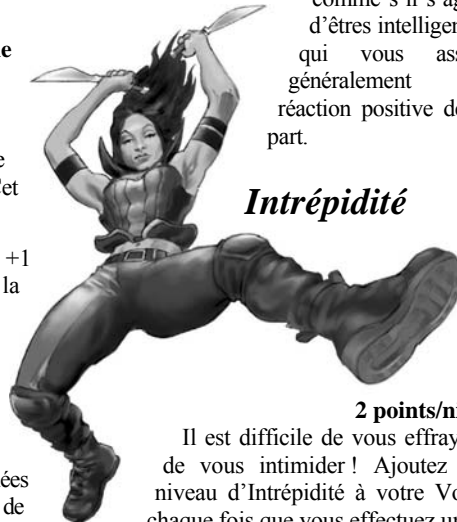 +1
la
de
comme s'il s'ag
d'êtres intelligen
qui vous ass
généralement
réaction positive de
part.
Intrépidité
2 points/ni
Il est difficile de vous effray
de vous intimider ! Ajoutez
niveau d'Intrépidité à votre Vo
chaque fois que vous effectuez un